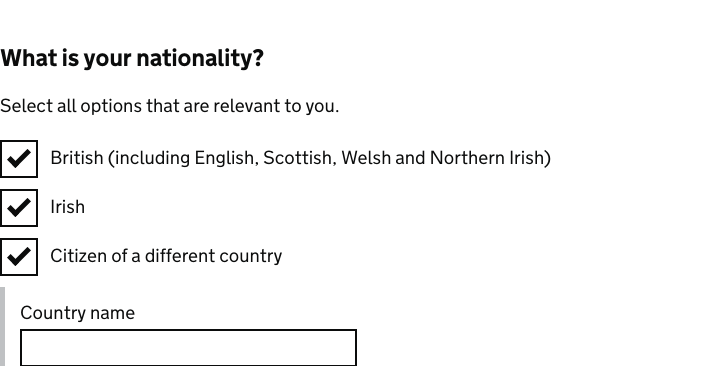 What is your nationality?
Select all options that are relevant to you.
British (including English, Scottish, Welsh and Northern Irish)
Irish
Citizen of a different country
Country name